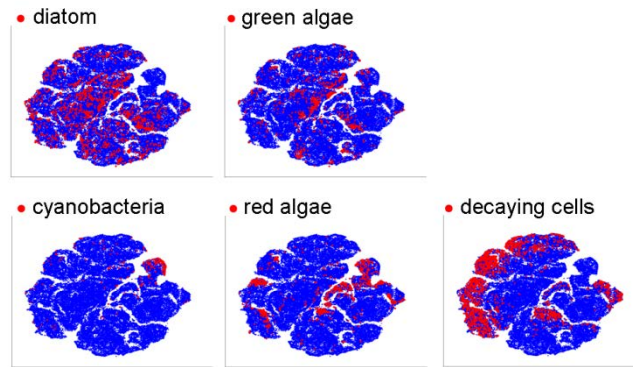 diatom
green algae
cyanobacteria
red algae
decaying cells